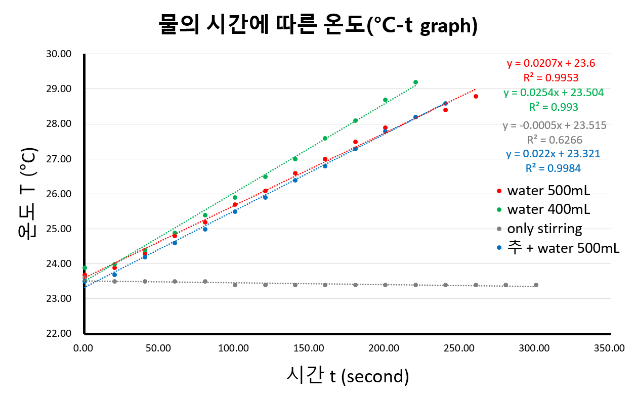 물의 시간에 따른 온도(°C-t graph)
30.00
29.00
28.00
27.00
26.00
25.00
24.00
23.00
22.00
온도 T (°C)
y = 0.0207x + 23.6
R² = 0.9953
y = 0.0254x + 23.504
R² = 0.993
y = -0.0005x + 23.515
R² = 0.6266
y = 0.022x + 23.321
R² = 0.9984
water 500mL
water 400mL
only stirring
추 + water 500mL
0.00 50.00 100.00 150.00 200.00 250.00 300.00 350.00
시간 t (second)